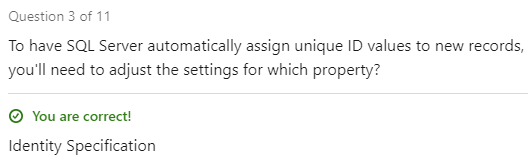 Question 3 of 11
To have SQL Server automatically assign unique ID values to new records,
you'll need to adjust the settings for which property?
You are correct!
Identity Specification